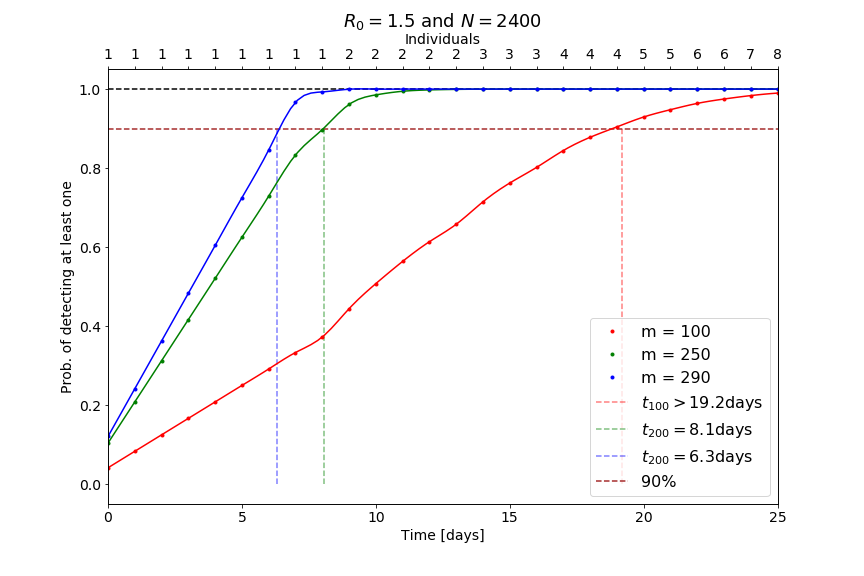 R₀ = 1.5 and N = 2400
Individuals
1 1 1 1 1 1 1 1 1 2 2 2 2 2 3 3 3 4 4 4 5 5 6 6 7 8
1.0
0.8
0.6
0.4
0.2
0.0
Prob. of detecting at least one
m = 100
m = 250
m = 290
t₁₀₀ > 19.2days
t₂₀₀ = 8.1days
t₂₀₀ = 6.3days
90%
0 5 10 15 20 25
Time [days]